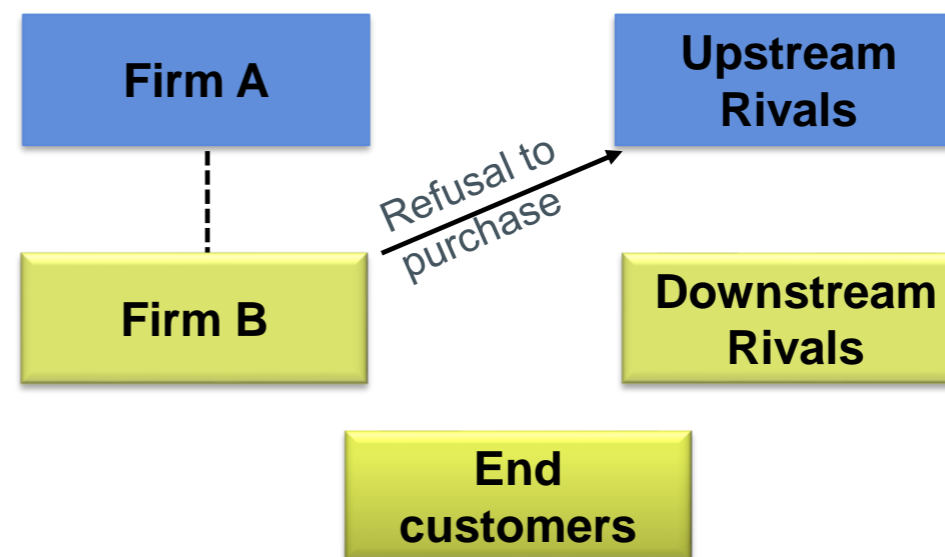 Firm A
Upstream
Rivals
Refusal to
purchase
Firm B
Downstream
Rivals
End
customers